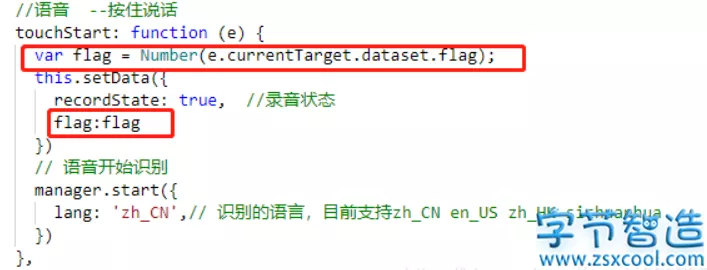 //语音 --按住说话
touchStart: function (e) {
var flag = Number(e.currentTarget.dataset.flag);
this.setData({
recordState: true, //录音状态
flag:flag
})
// 语音开始识别
manager.start({
lang: 'zh_CN',// 识别的语言，目前支持zh_CN en_US zh_HK sichuanhua
})
},
字节智造
www.zsxcool.com